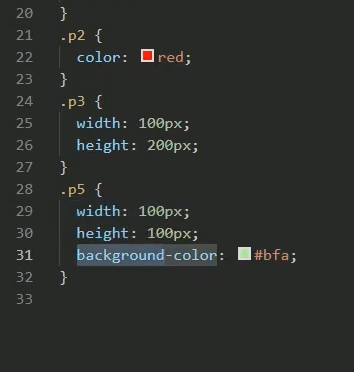 20 }
21 .p2 {
22 color: red;
23 }
24 .p3 {
25 width: 100px;
26 height: 200px;
27 }
28 .p5 {
29 width: 100px;
30 height: 100px;
31 background-color: #bfa;
32 }
33